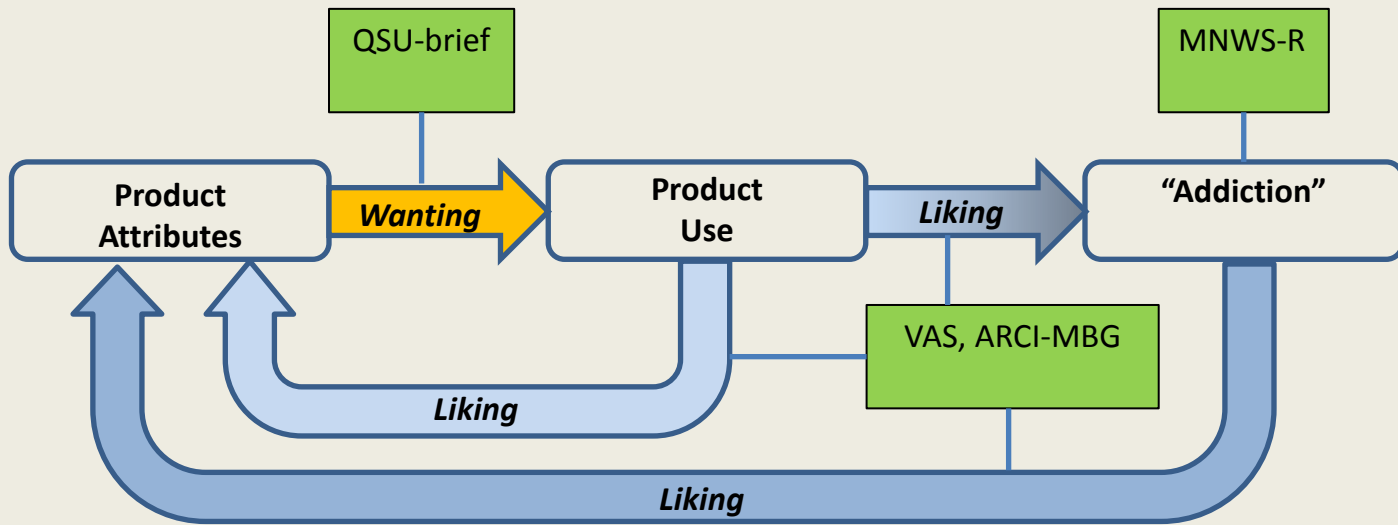 QSU-brief
MNWS-R
Product
Attributes
Wanting
Product
Use
Liking
“Addiction”
VAS, ARCI-MBG
Liking
Liking